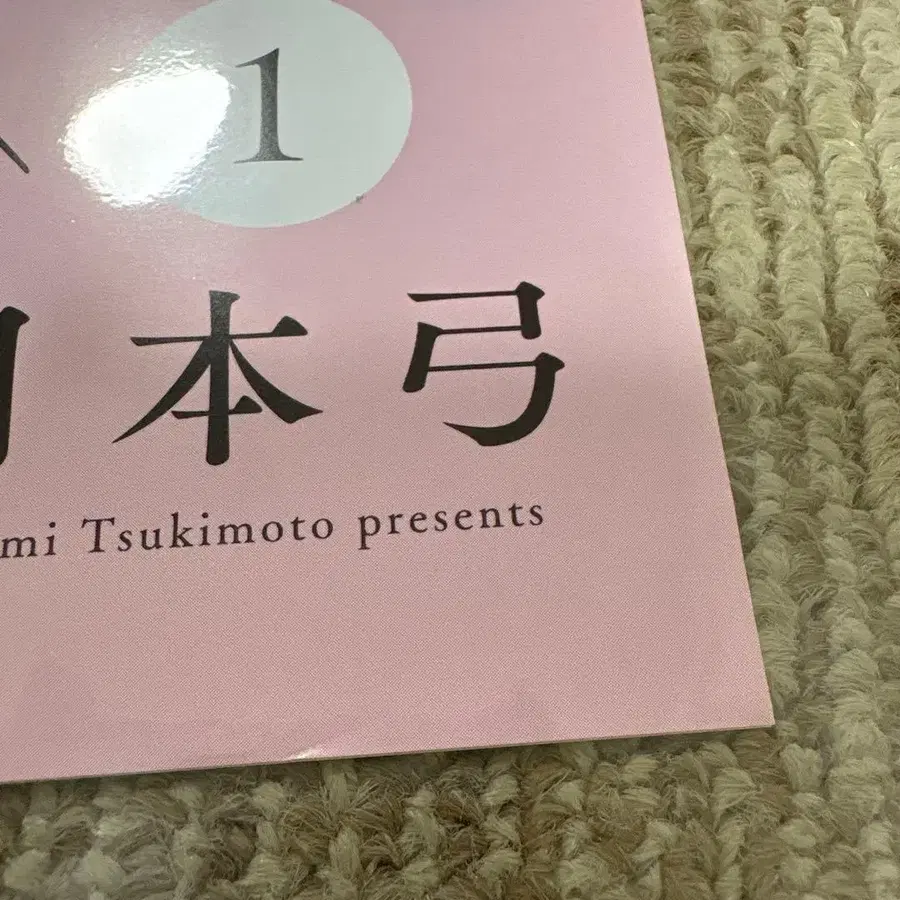 1
本弓
mi Tsukimoto presents